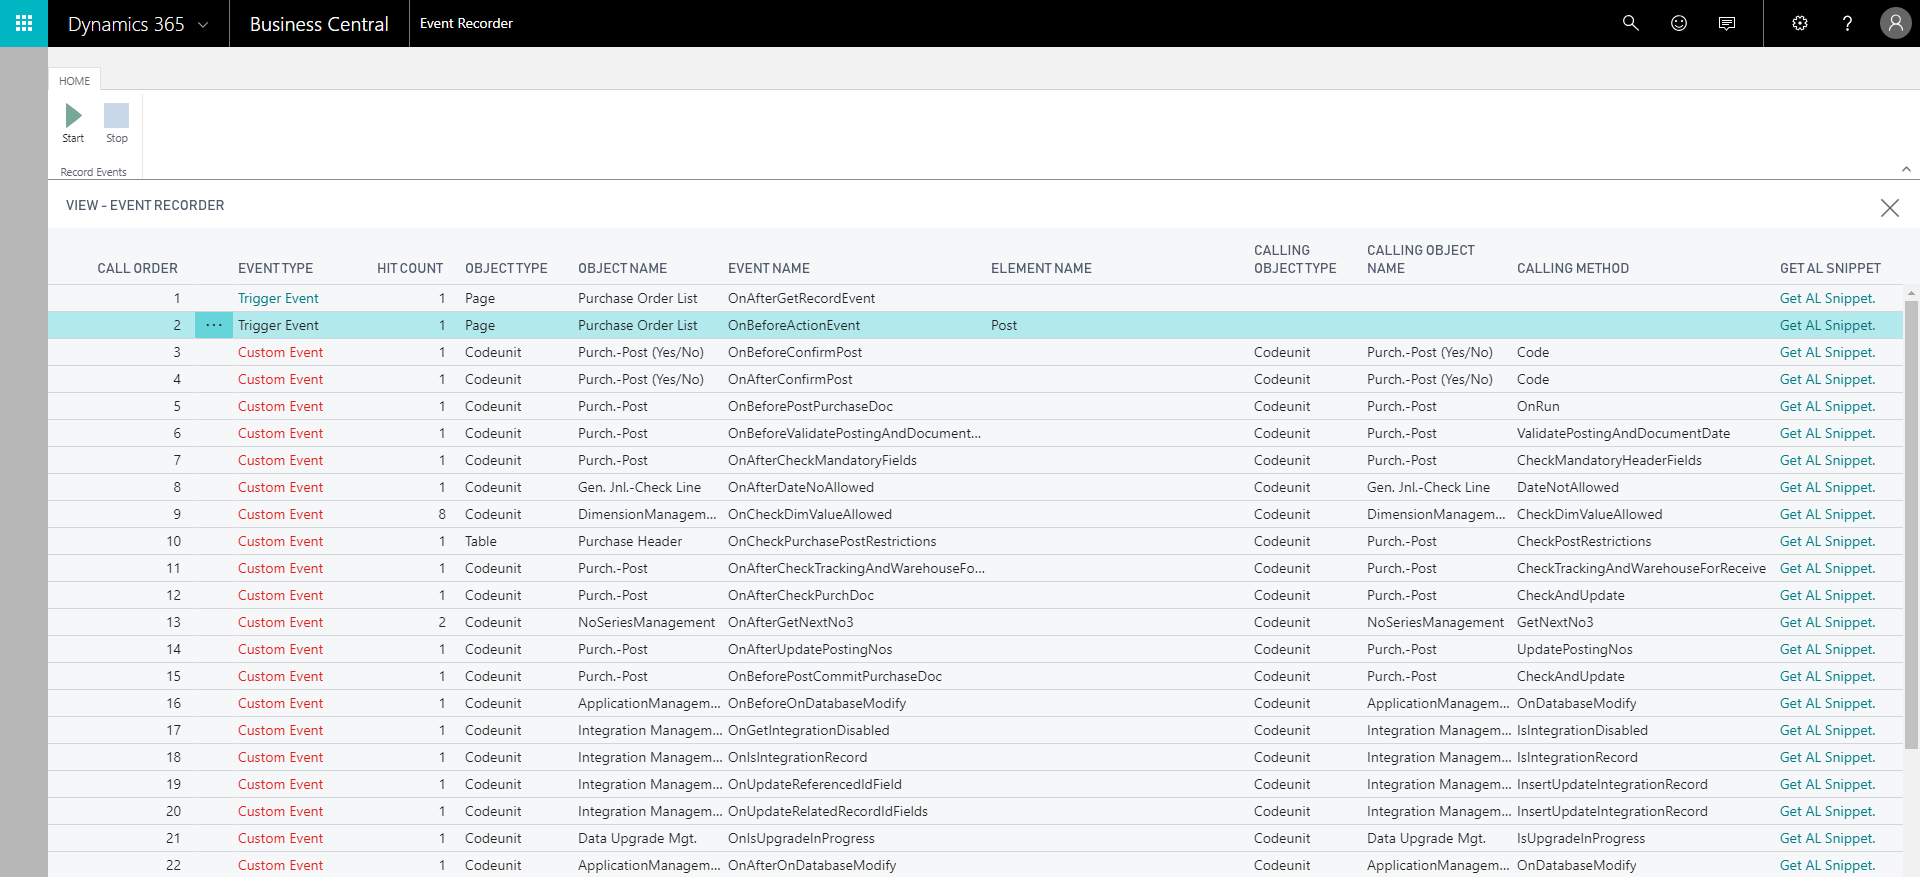 Dynamics 365 Business Central Event Recorder
HOME
Start Stop
Record Events
VIEW - EVENT RECORDER
CALL ORDER EVENT TYPE HIT COUNT OBJECT TYPE OBJECT NAME EVENT NAME ELEMENT NAME CALLING OBJECT TYPE CALLING OBJECT NAME CALLING METHOD GET AL SNIPPET
1 Trigger Event 1 Page Purchase Order List OnAfterGetRecordEvent Get AL Snippet.
2 ... Trigger Event 1 Page Purchase Order List OnBeforeActionEvent Post Get AL Snippet.
3 Custom Event 1 Codeunit Purch.-Post (Yes/No) OnBeforeConfirmPost Codeunit Purch.-Post (Yes/No) Code Get AL Snippet.
4 Custom Event 1 Codeunit Purch.-Post (Yes/No) OnAfterConfirmPost Codeunit Purch.-Post (Yes/No) Code Get AL Snippet.
5 Custom Event 1 Codeunit Purch.-Post OnBeforePostPurchaseDoc Codeunit Purch.-Post OnRun Get AL Snippet.
6 Custom Event 1 Codeunit Purch.-Post OnBeforeValidatePostingAndDocument... Codeunit Purch.-Post ValidatePostingAndDocumentDate Get AL Snippet.
7 Custom Event 1 Codeunit Purch.-Post OnAfterCheckMandatoryFields Codeunit Purch.-Post CheckMandatoryHeaderFields Get AL Snippet.
8 Custom Event 1 Codeunit Gen. Jnl.-Check Line OnAfterDateNoAllowed Codeunit Gen. Jnl.-Check Line DateNotAllowed Get AL Snippet.
9 Custom Event 8 Codeunit DimensionManagem... OnCheckDimValueAllowed Codeunit DimensionManagem... CheckDimValueAllowed Get AL Snippet.
10 Custom Event 1 Table Purchase Header OnCheckPurchasePostRestrictions Codeunit Purch.-Post CheckPostRestrictions Get AL Snippet.
11 Custom Event 1 Codeunit Purch.-Post OnAfterCheckTrackingAndWarehouseFo... Codeunit Purch.-Post CheckTrackingAndWarehouseForReceive Get AL Snippet.
12 Custom Event 1 Codeunit Purch.-Post OnAfterCheckPurchDoc Codeunit Purch.-Post CheckAndUpdate Get AL Snippet.
13 Custom Event 2 Codeunit NoSeriesManagement OnAfterGetNextNo3 Codeunit NoSeriesManagement GetNextNo3 Get AL Snippet.
14 Custom Event 1 Codeunit Purch.-Post OnAfterUpdatePostingNos Codeunit Purch.-Post UpdatePostingNos Get AL Snippet.
15 Custom Event 1 Codeunit Purch.-Post OnBeforePostCommitPurchaseDoc Codeunit Purch.-Post CheckAndUpdate Get AL Snippet.
16 Custom Event 1 Codeunit ApplicationManagem... OnBeforeOnDatabaseModify Codeunit ApplicationManagem... OnDatabaseModify Get AL Snippet.
17 Custom Event 1 Codeunit Integration Managem... OnGetIntegrationDisabled Codeunit Integration Managem... IsIntegrationDisabled Get AL Snippet.
18 Custom Event 1 Codeunit Integration Managem... OnIsIntegrationRecord Codeunit Integration Managem... IsIntegrationRecord Get AL Snippet.
19 Custom Event 1 Codeunit Integration Managem... OnUpdateReferencedIdField Codeunit Integration Managem... InsertUpdateIntegrationRecord Get AL Snippet.
20 Custom Event 1 Codeunit Integration Managem... OnUpdateRelatedRecordIdFields Codeunit Integration Managem... InsertUpdateIntegrationRecord Get AL Snippet.
21 Custom Event 1 Codeunit Data Upgrade Mgt. OnIsUpgradeInProgress Codeunit Data Upgrade Mgt. IsUpgradeInProgress Get AL Snippet.
22 Custom Event 1 Codeunit ApplicationManagem... OnAfterOnDatabaseModify Codeunit ApplicationManagem... OnDatabaseModify Get AL Snippet.